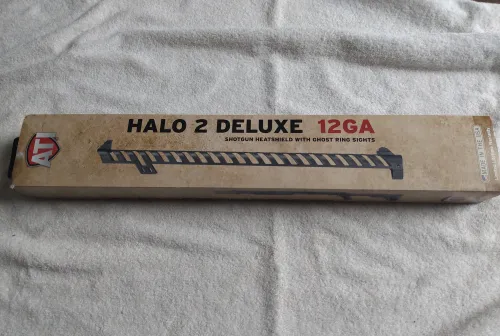 HALO 2 DELUXE 12GA
SHOTGUN HEATSHIELD WITH GHOST RING SIGHTS
ATI